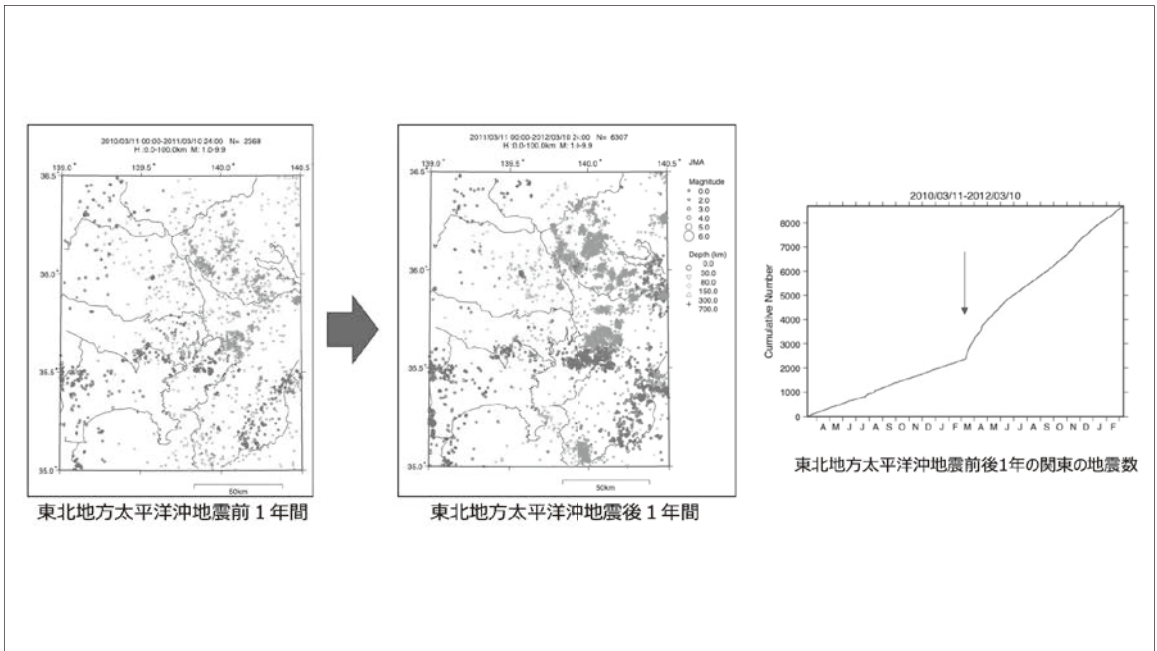 2010/03/11 00:00-2011/03/10 24:00 N= 2368
H :0.0-100.0km M: 1.0-9.9
139.0°
139.5°
140.0°
140.5°
36.5°
36.0°
35.5°
35.0°
50km
東北地方太平洋沖地震前１年間
2011/03/11 00:00-2012/03/10 24:00 N= 6307
H :0.0-100.0km M: 1.0-9.9
139.0°
139.5°
140.0°
140.5°
36.5°
36.0°
35.5°
35.0°
50km
JMA
Magnitude
0.0
2.0
3.0
4.0
5.0
6.0
Depth (km)
0.0
30.0
80.0
150.0
300.0
700.0
東北地方太平洋沖地震後１年間
2010/03/11-2012/03/10
Cumulative Number
8000
7000
6000
5000
4000
3000
2000
1000
0
A M J J A S O N D J F M A M J J A S O N D J F
東北地方太平洋沖地震前後1年の関東の地震数